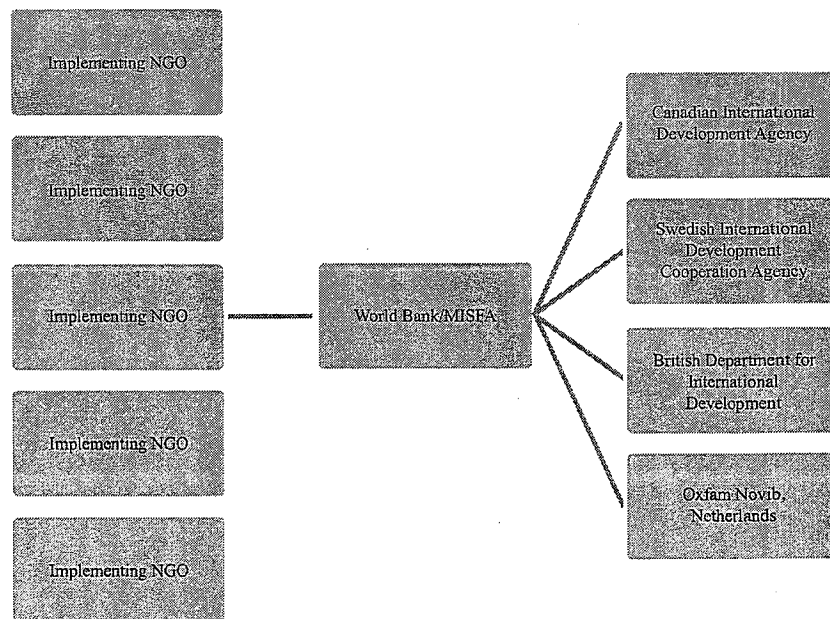 Implementing NGO
Implementing NGO
Implementing NGO
Implementing NGO
Implementing NGO
World Bank/MISFA
Canadian International
Development Agency
Swedish International
Development
Cooperation Agency
British Department for
International
Development
Oxfam Novib,
Netherlands